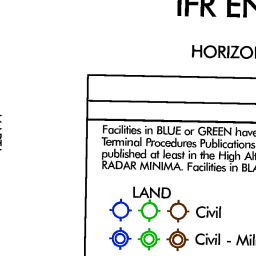 IFR EN
HORIZO
Facilities in BLUE or GREEN have
Terminal Procedures Publications
published at least in the High Alt
RADAR MINIMA. Facilities in BLA
LAND
Civil
Civil - Mili